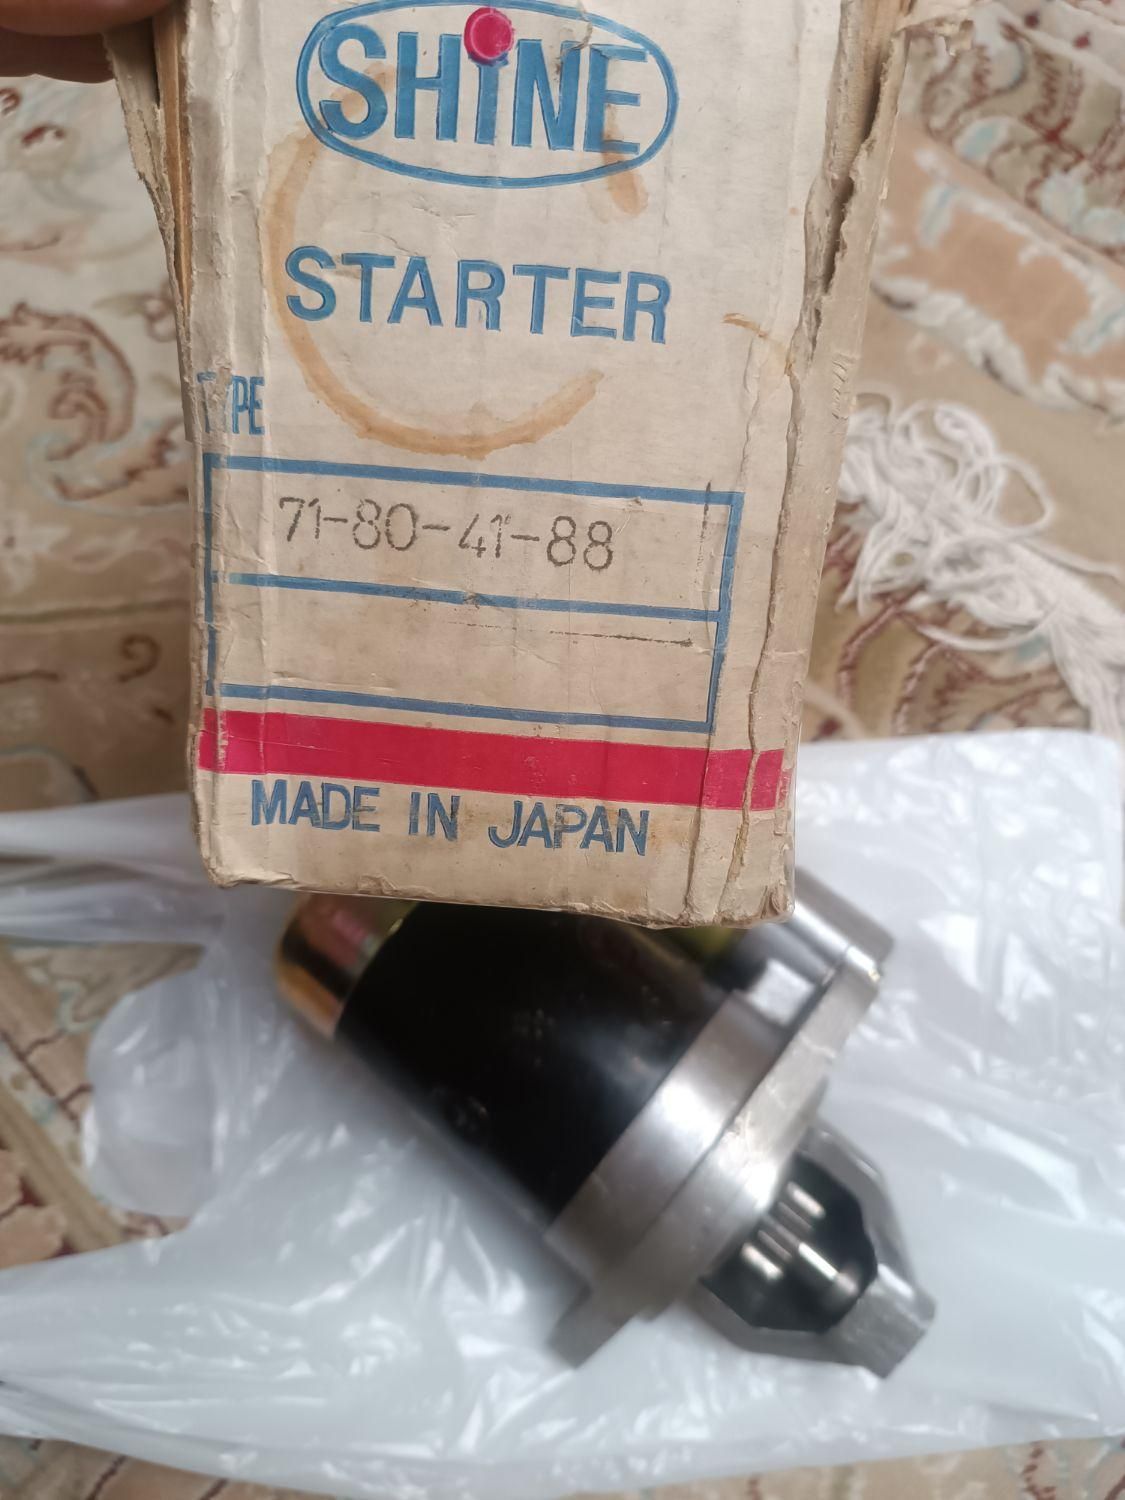 SHiNE
STARTER
TYPE
71-80-41-88
MADE IN JAPAN